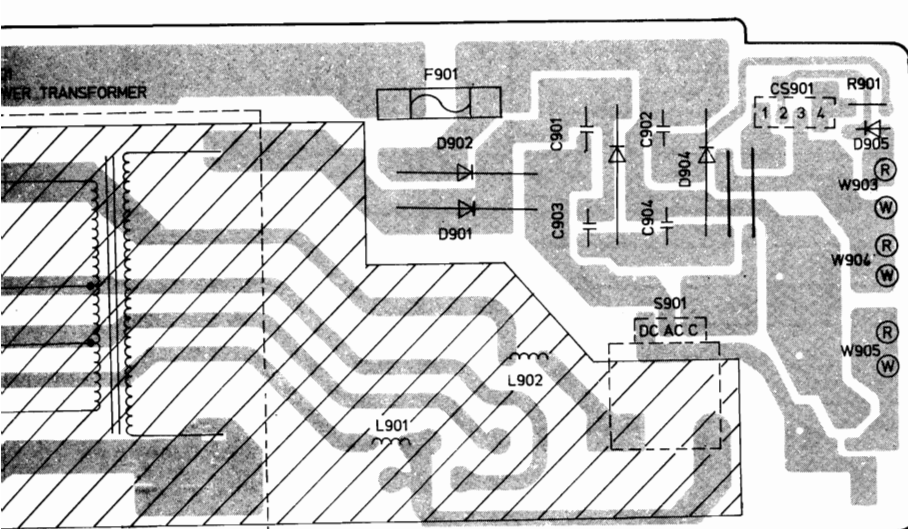 F901
WER TRANSFORMER
CS901
R901
1 2 3 4
C901
C902
D902
D904
D905
R
W903
W
C903
C904
D901
R
W904
W
S901
DC AC C
R
W905
W
L902
L901